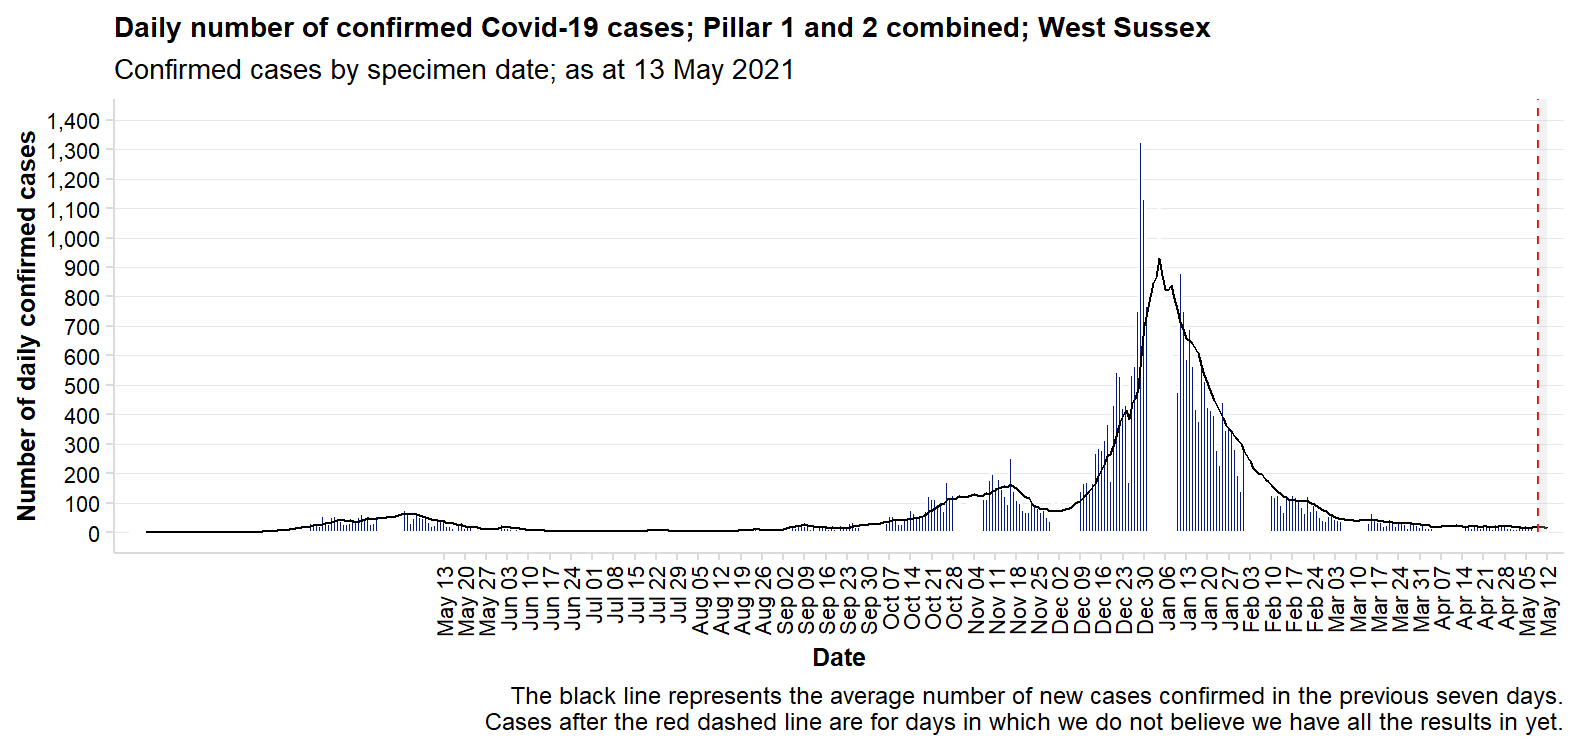 Daily number of confirmed Covid-19 cases; Pillar 1 and 2 combined; West Sussex
Confirmed cases by specimen date; as at 13 May 2021
Number of daily confirmed cases
1,400
1,300
1,200
1,100
1,000
900
800
700
600
500
400
300
200
100
0
May 13
May 20
May 27
Jun 03
Jun 10
Jun 17
Jun 24
Jul 01
Jul 08
Jul 15
Jul 22
Jul 29
Aug 05
Aug 12
Aug 19
Aug 26
Sep 02
Sep 09
Sep 16
Sep 23
Sep 30
Oct 07
Oct 14
Oct 21
Oct 28
Nov 04
Nov 11
Nov 18
Nov 25
Dec 02
Dec 09
Dec 16
Dec 23
Dec 30
Jan 06
Jan 13
Jan 20
Jan 27
Feb 03
Feb 10
Feb 17
Feb 24
Mar 03
Mar 10
Mar 17
Mar 24
Mar 31
Apr 07
Apr 14
Apr 21
Apr 28
May 05
May 12
Date
The black line represents the average number of new cases confirmed in the previous seven days.
Cases after the red dashed line are for days in which we do not believe we have all the results in yet.